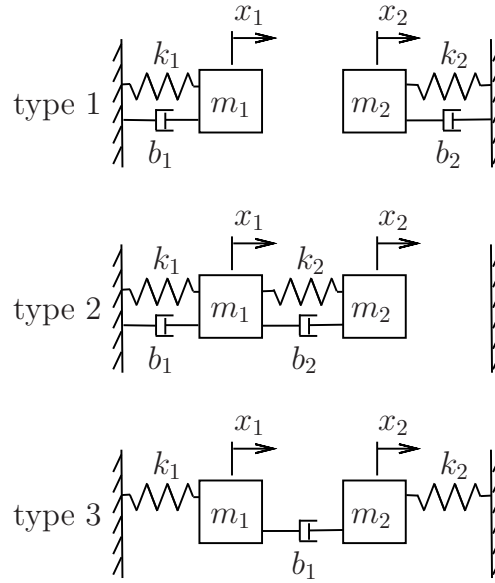 x₁ x₂
k₁ k₂
type 1 m₁ m₂
b₁ b₂
x₁ x₂
k₁ k₂
type 2 m₁ m₂
b₁ b₂
x₁ x₂
k₁ k₂
type 3 m₁ m₂
b₁